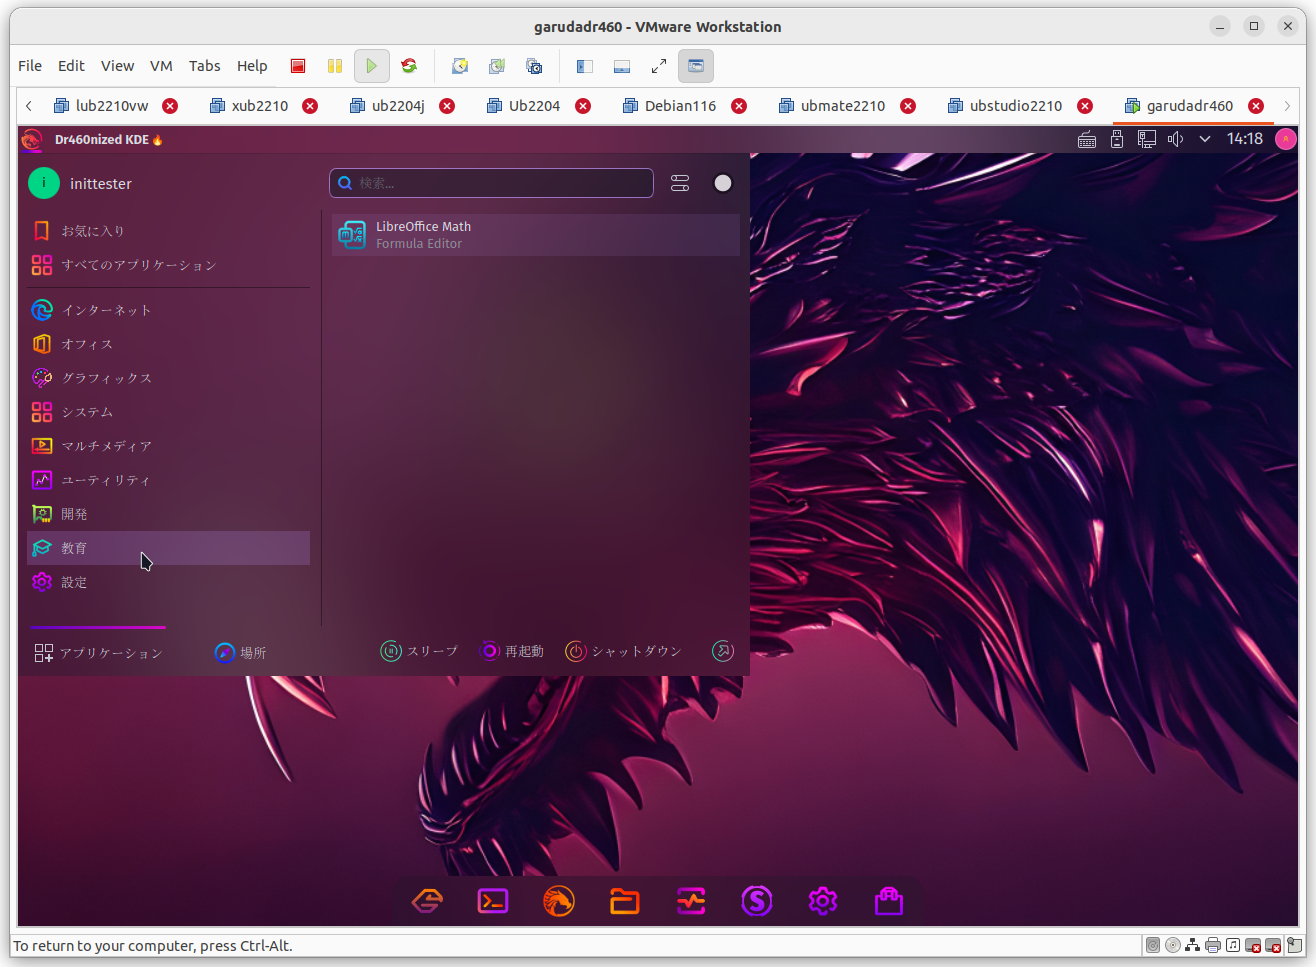 garudadr460 - VMware Workstation
File Edit View VM Tabs Help
lub2210vw xub2210 ub2204j Ub2204 Debian116 ubmate2210 ubstudio2210 garudadr460
Dr460nized KDE🔥 14:18
i inittester 検索...
お気に入り
すべてのアプリケーション
インターネット
オフィス
グラフィックス
システム
マルチメディア
ユーティリティ
開発
教育
設定
LibreOffice Math
Formula Editor
アプリケーション 場所 スリープ 再起動 シャットダウン
To return to your computer, press Ctrl-Alt.